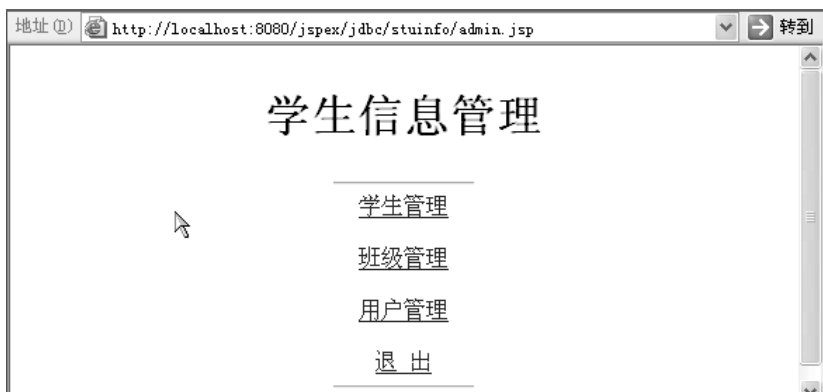 地址(D) http://localhost:8080/jspex/jdbc/stuinfo/admin.jsp 转到
学生信息管理
学生管理
班级管理
用户管理
退 出